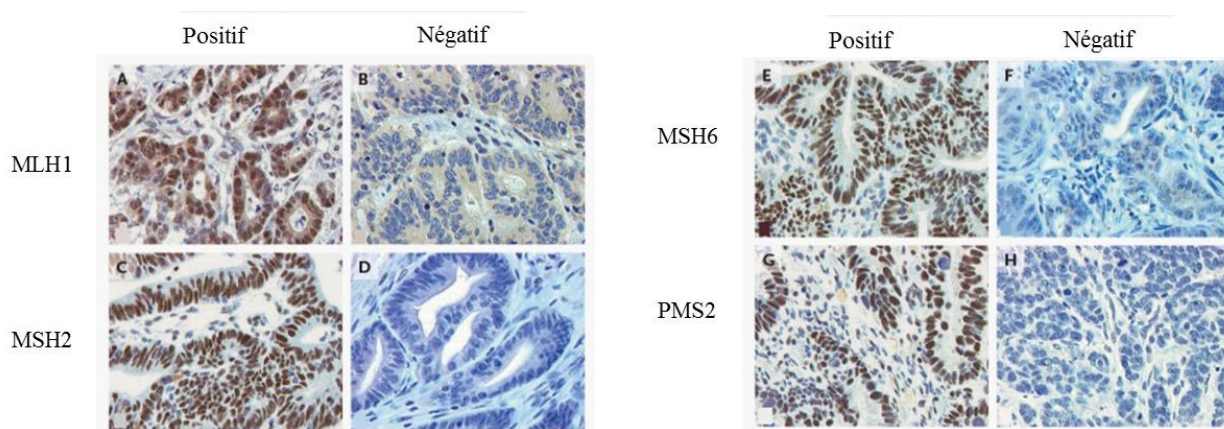 Positif Négatif
A B
MLH1
C D
MSH2
Positif Négatif
E F
MSH6
G H
PMS2